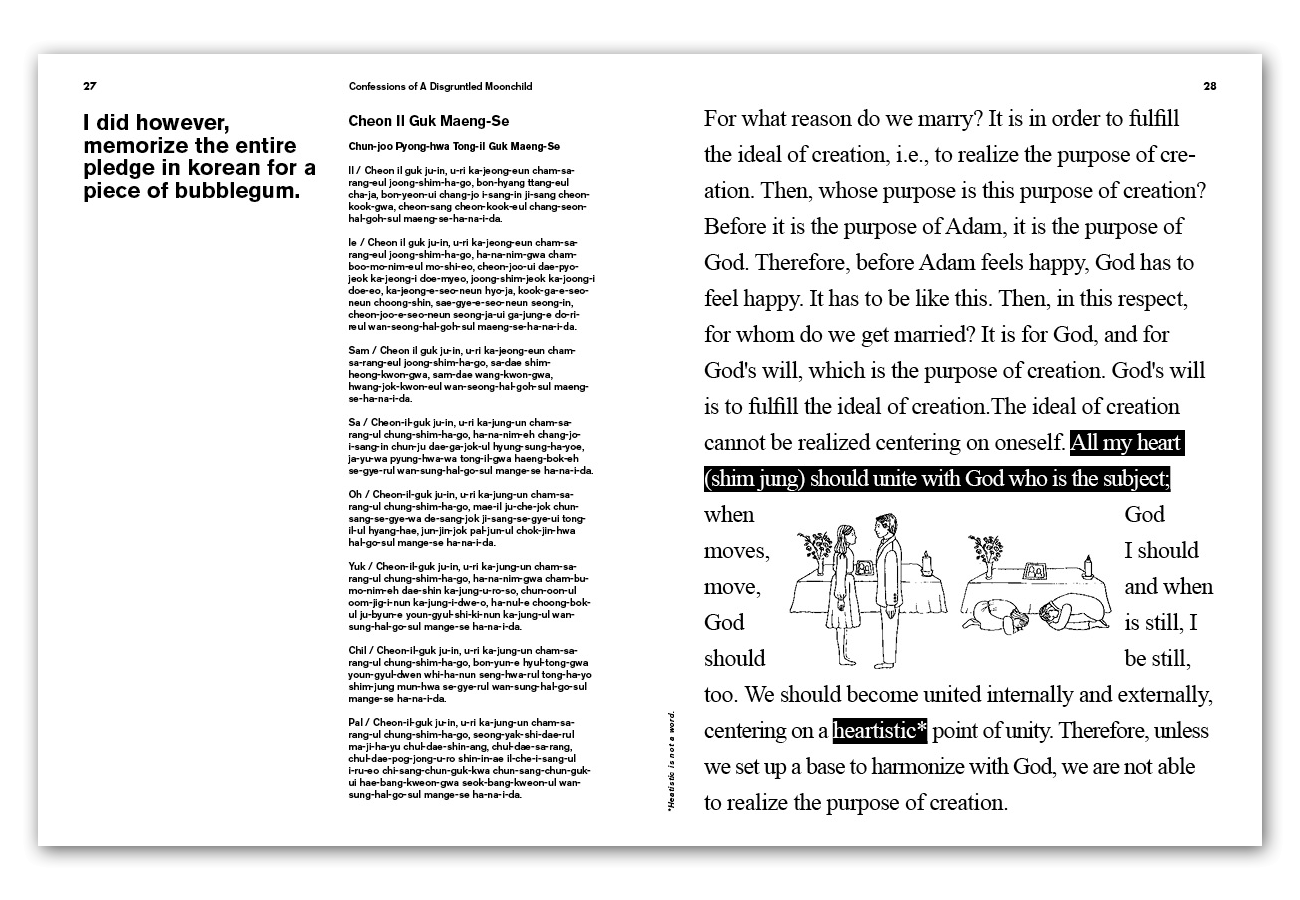 27
I did however,
memorize the entire
pledge in korean for a
piece of bubblegum.
Confessions of A Disgruntled Moonchild
Cheon Il Guk Maeng-Se
Chun-joo Pyong-hwa Tong-il Guk Maeng-Se
Il / Cheon il guk ju-in, u-ri ka-jeong-eun cham-sa-
rang-eul joong-shim-ha-go, bon-hyang ttang-eul
cha-ja, bon-yeon-ui chang-jo i-sang-in ji-sang cheon-
kook-gwa, cheon-sang cheon-kook-eul chang-seon-
hal-goh-sul maeng-se-ha-na-i-da.
Ie / Cheon il guk ju-in, u-ri ka-jeong-eun cham-sa-
rang-eul joong-shim-ha-go, ha-na-nim-gwa cham-
boo-mo-nim-eul mo-shi-eo, cheon-joo-ui dae-pyo-
jeok ka-jeong-i doe-myeo, joong-shim-jeok ka-joong-i
doe-eo, ka-jeong-e-seo-neun hyo-ja, kook-ga-e-seo-
neun choong-shin, sae-gye-e-seo-neun seong-in,
cheon-joo-e-seo-neun seong-ja-ui ga-jung-e do-ri-
reul wan-seong-hal-goh-sul maeng-se-ha-na-i-da.
Sam / Cheon il guk ju-in, u-ri ka-jeong-eun cham-
sa-rang-eul joong-shim-ha-go, sa-dae shim-
heong-kwon-gwa, sam-dae wang-kwon-gwa,
hwang-jok-kwon-eul wan-seong-hal-goh-sul maeng-
se-ha-na-i-da.
Sa / Cheon-il-guk ju-in, u-ri ka-jung-un cham-sa-
rang-ul chung-shim-ha-go, ha-na-nim-eh chang-jo-
i-sang-in chun-ju dae-ga-jok-ul hyung-sung-ha-yoe,
ja-yu-wa pyung-hwa-wa tong-il-gwa haeng-bok-eh
se-gye-rul wan-sung-hal-go-sul mange-se ha-na-i-da.
Oh / Cheon-il-guk ju-in, u-ri ka-jung-un cham-sa-
rang-ul chung-shim-ha-go, mae-il ju-che-jok chun-
sang-se-gye-wa de-sang-jok ji-sang-se-gye-ui tong-
il-ul hyang-hae, jun-jin-jok pal-jun-ul chok-jin-hwa
hal-go-sul mange-se ha-na-i-da.
Yuk / Cheon-il-guk ju-in, u-ri ka-jung-un cham-sa-
rang-ul chung-shim-ha-go, ha-na-nim-gwa cham-bu-
mo-nim-eh dae-shin ka-jung-u-ro-so, chun-oon-ul
oom-jig-i-nun ka-jung-i-dwe-o, ha-nul-e choong-bok-
ul ju-byun-e youn-gyul-shi-ki-nun ka-jung-ul wan-
sung-hal-go-sul mange-se ha-na-i-da.
Chil / Cheon-il-guk ju-in, u-ri ka-jung-un cham-sa-
rang-ul chung-shim-ha-go, bon-yun-e hyul-tong-gwa
youn-gyul-dwen whi-ha-nun seng-hwa-rul tong-ha-yo
shim-jung mun-hwa se-gye-rul wan-sung-hal-go-sul
mange-se ha-na-i-da.
Pal / Cheon-il-guk ju-in, u-ri ka-jung-un cham-sa-
rang-ul chung-shim-ha-go, seong-yak-shi-dae-rul
ma-ji-ha-yu chul-dae-shin-ang, chul-dae-sa-rang,
chul-dae-pog-jong-u-ro shin-in-ae il-che-i-sang-ul
i-ru-eo chi-sang-chun-guk-kwa chun-sang-chun-guk-
ui hae-bang-kweon-gwa seok-bang-kweon-ul wan-
sung-hal-go-sul mange-se ha-na-i-da.
*Heatistic is not a word.
28
For what reason do we marry? It is in order to fulfill
the ideal of creation, i.e., to realize the purpose of cre-
ation. Then, whose purpose is this purpose of creation?
Before it is the purpose of Adam, it is the purpose of
God. Therefore, before Adam feels happy, God has to
feel happy. It has to be like this. Then, in this respect,
for whom do we get married? It is for God, and for
God's will, which is the purpose of creation. God's will
is to fulfill the ideal of creation.The ideal of creation
cannot be realized centering on oneself. All my heart
(shim jung) should unite with God who is the subject;
when God
moves, I should
move, and when
God is still, I
should be still,
too. We should become united internally and externally,
centering on a heartistic* point of unity. Therefore, unless
we set up a base to harmonize with God, we are not able
to realize the purpose of creation.